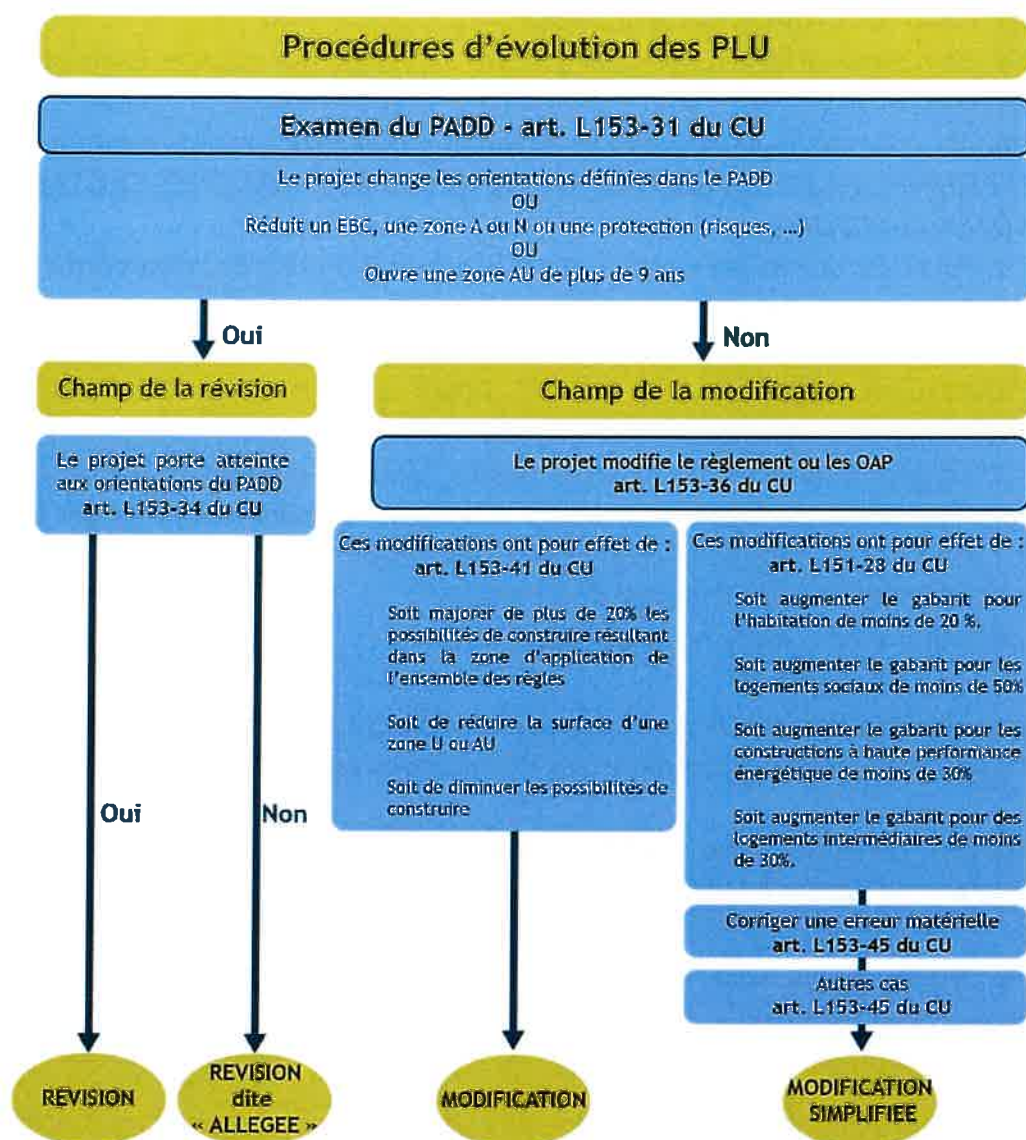 Procédures d'évolution des PLU
Examen du PADD - art. L153-31 du CU
Le projet change les orientations définies dans le PADD
OU
Réduit un EBC, une zone A ou N ou une protection (risques, ...)
OU
Ouvre une zone AU de plus de 9 ans
Oui
Non
Champ de la révision
Champ de la modification
Le projet porte atteinte
aux orientations du PADD
art. L153-34 du CU
Le projet modifie le règlement ou les OAP
art. L153-36 du CU
Ces modifications ont pour effet de :
art. L153-41 du CU
Soit majorer de plus de 20% les
possibilités de construire résultant
dans la zone d'application de
l'ensemble des règles
Soit de réduire la surface d'une
zone U ou AU
Soit de diminuer les possibilités de
construire
Ces modifications ont pour effet de :
art. L151-28 du CU
Soit augmenter le gabarit pour
l'habitation de moins de 20 %.
Soit augmenter le gabarit pour les
logements sociaux de moins de 50%
Soit augmenter le gabarit pour les
constructions à haute performance
énergétique de moins de 30%
Soit augmenter le gabarit pour des
logements intermédiaires de moins
de 30%.
Oui
Non
Corriger une erreur matérielle
art. L153-45 du CU
Autres cas
art. L153-45 du CU
REVISION
REVISION
dite
« ALLEGEE »
MODIFICATION
MODIFICATION
SIMPLIFIEE